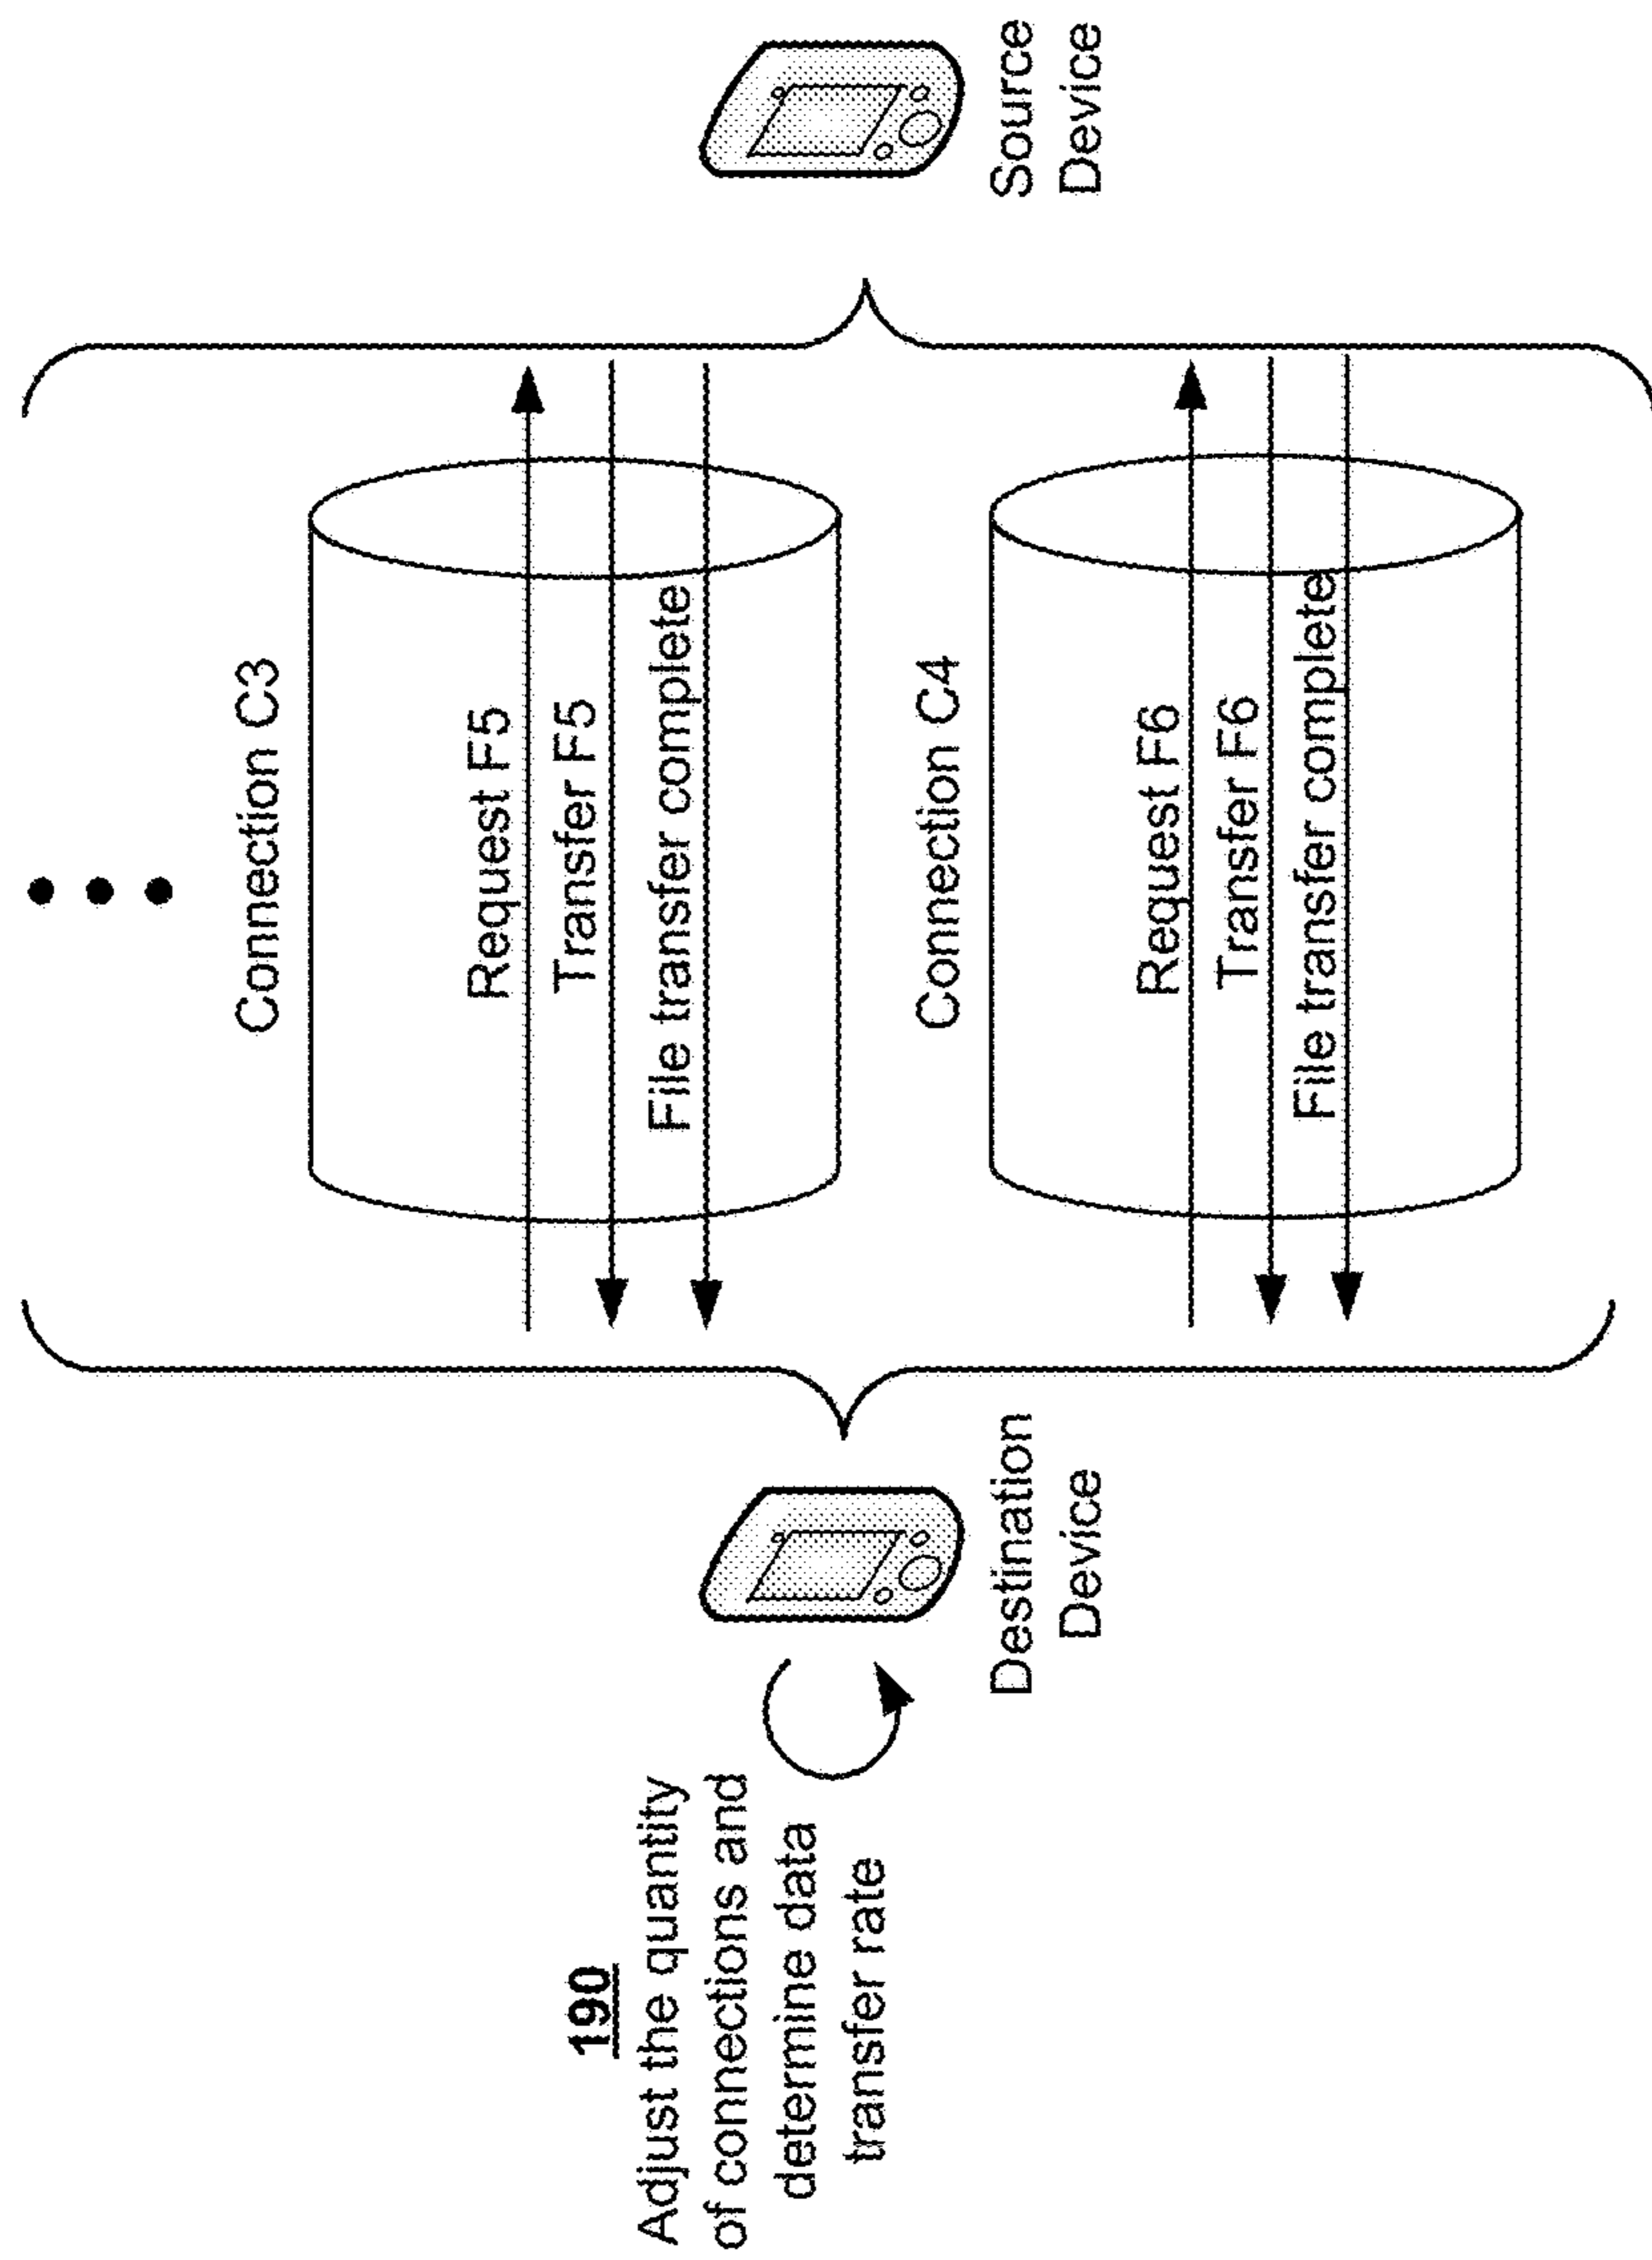 Connection C3
Request F5
Transfer F5
File transfer complete
190
Adjust the quantity
of connections and
determine data
transfer rate
Destination
Device
Source
Device
Connection C4
Request F6
Transfer F6
File transfer complete